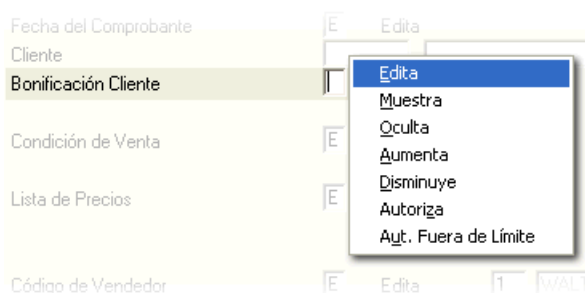 Fecha del Comprobante E Edita
Cliente
Bonificación Cliente
Edita
Muestra
Oculta
Condición de Venta E
Aumenta
Disminuye
Lista de Precios E
Autoriza
Aut. Fuera de Límite
Código de Vendedor E Edita 1 WAL